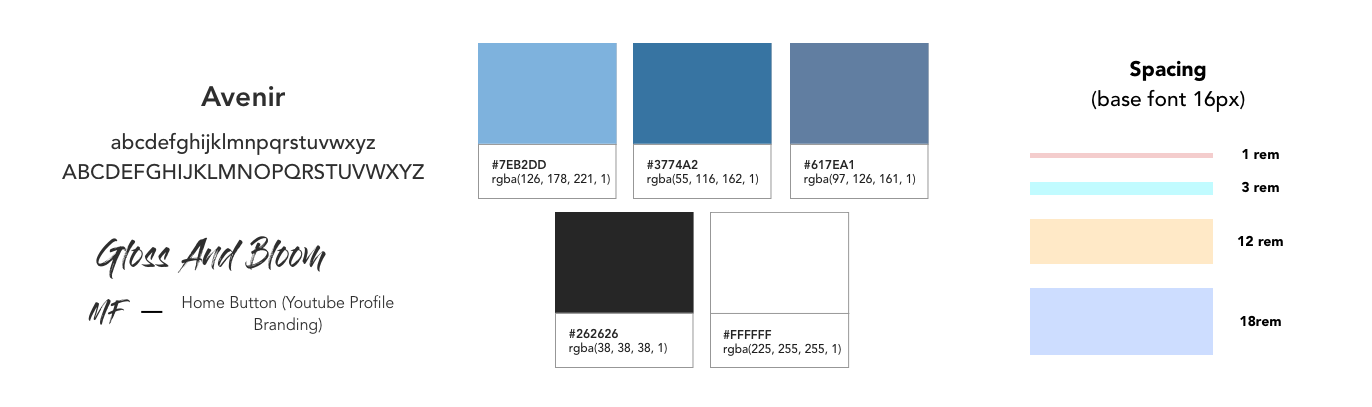 Avenir
abcdefghijklmnpqrstuvwxyz
ABCDEFGHIJKLMNOPQRSTUVWXYZ
Gloss And Bloom
MF — Home Button (Youtube Profile
Branding)
#7EB2DD
rgba(126, 178, 221, 1)
#3774A2
rgba(55, 116, 162, 1)
#617EA1
rgba(97, 126, 161, 1)
#262626
rgba(38, 38, 38, 1)
#FFFFFF
rgba(225, 255, 255, 1)
Spacing
(base font 16px)
1 rem
3 rem
12 rem
18rem